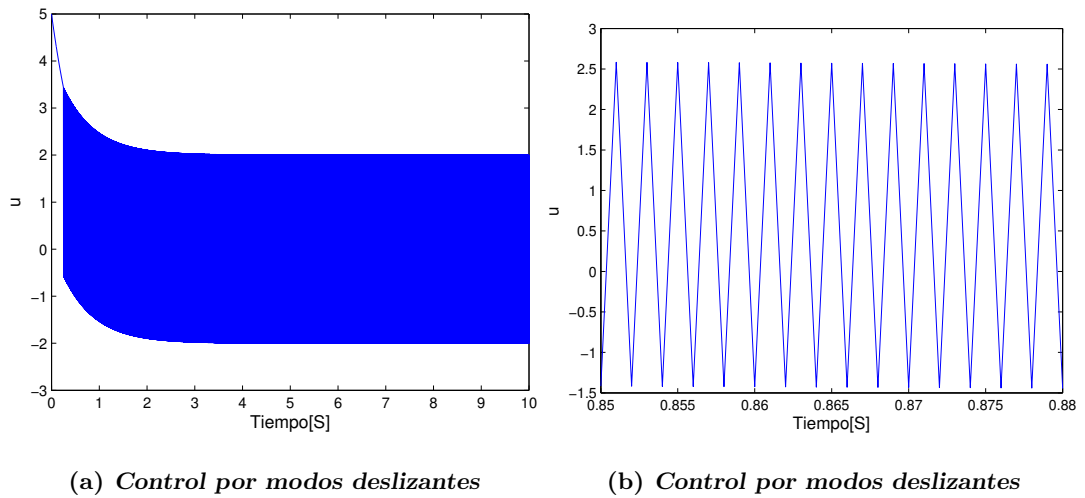 5
4
3
2
1
0
−1
−2
−3
0 1 2 3 4 5 6 7 8 9 10
u
Tiempo[S]
3
2.5
2
1.5
1
0.5
0
−0.5
−1
−1.5
0.85 0.855 0.86 0.865 0.87 0.875 0.88
u
Tiempo[S]
(a) Control por modos deslizantes
(b) Control por modos deslizantes